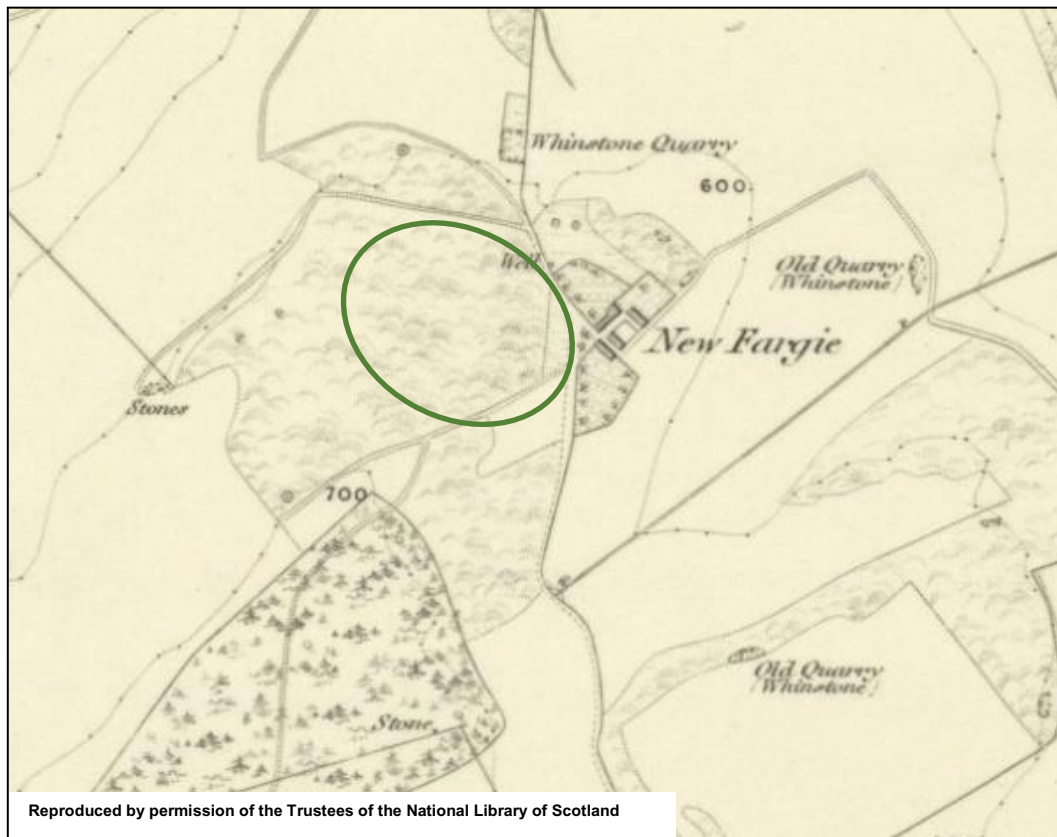 Whinstone Quarry
600
Well
Old Quarry
(Whinstone)
New Fargie
Stones
700
Old Quarry
(Whinstone)
Stone
Reproduced by permission of the Trustees of the National Library of Scotland